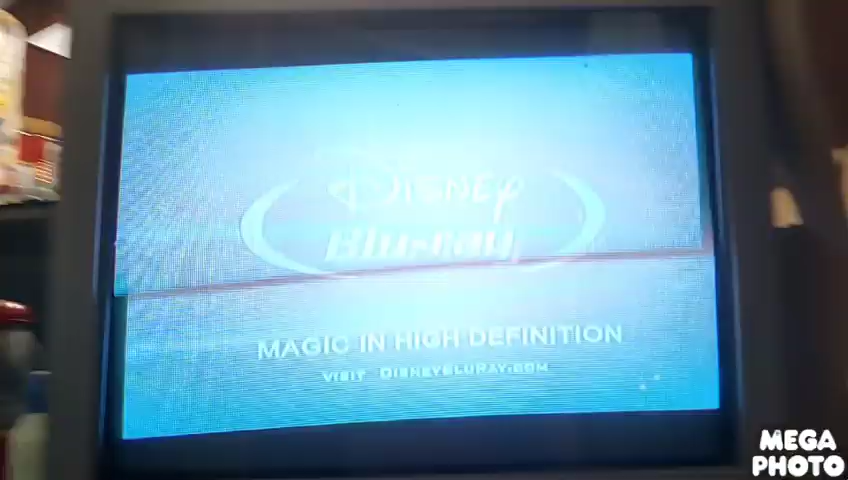 Disney
Blu-ray
MAGIC IN HIGH DEFINITION
VISIT DISNEYBLURAY.COM
MEGA
PHOTO